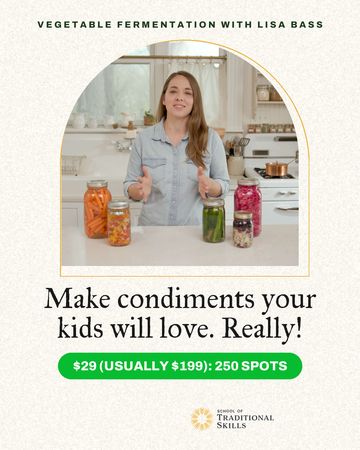 VEGETABLE FERMENTATION WITH LISA BASS
Make condiments your
kids will love. Really!
$29 (USUALLY $199): 250 SPOTS
SCHOOL OF
TRADITIONAL
SKILLS